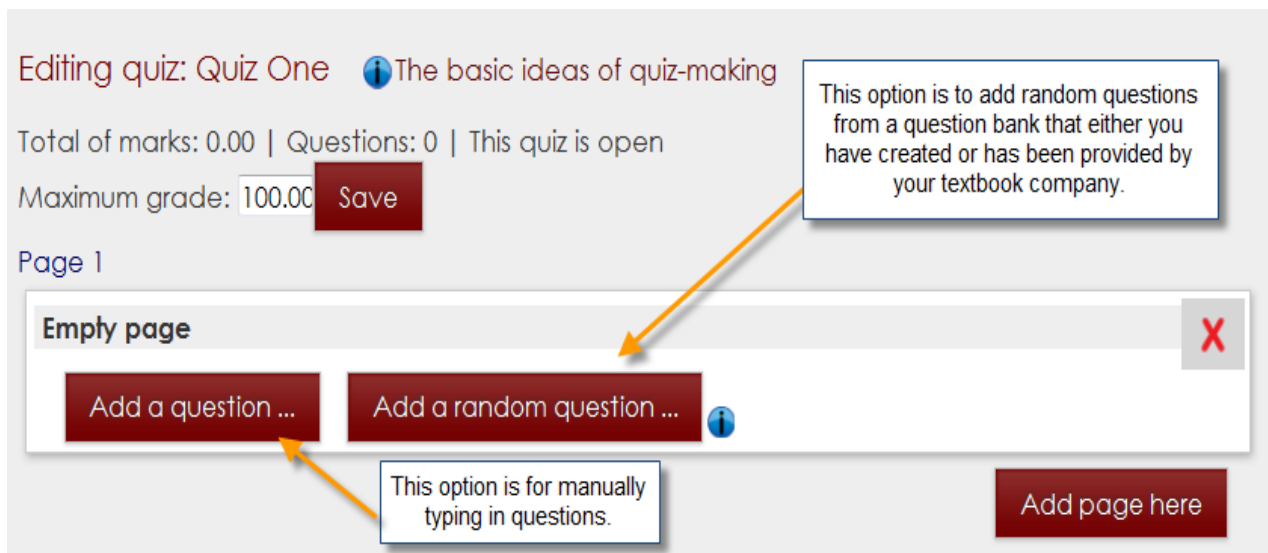 Editing quiz: Quiz One The basic ideas of quiz-making
This option is to add random questions
from a question bank that either you
have created or has been provided by
your textbook company.
Total of marks: 0.00 | Questions: 0 | This quiz is open
Maximum grade: 100.00 Save
Page 1
Empty page
X
Add a question ... Add a random question ...
This option is for manually
typing in questions.
Add page here